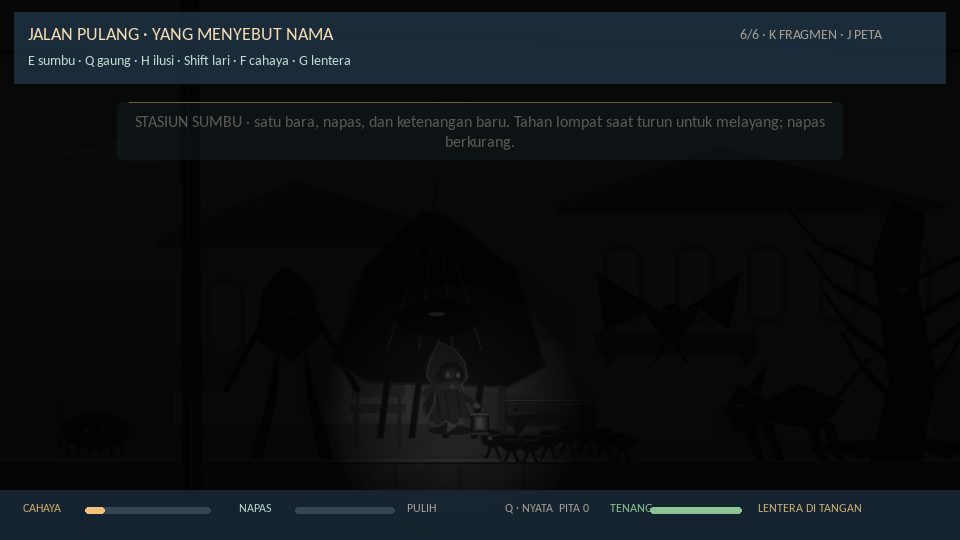 JALAN PULANG · YANG MENYEBUT NAMA
6/6 · K FRAGMEN · J PETA
E sumbu · Q gaung · H ilusi · Shift lari · F cahaya · G lentera
STASIUN SUMBU · satu bara, napas, dan ketenangan baru. Tahan lompat saat turun untuk melayang; napas
berkurang.
CAHAYA NAPAS PULIH Q · NYATA PITA 0 TENANG LENTERA DI TANGAN